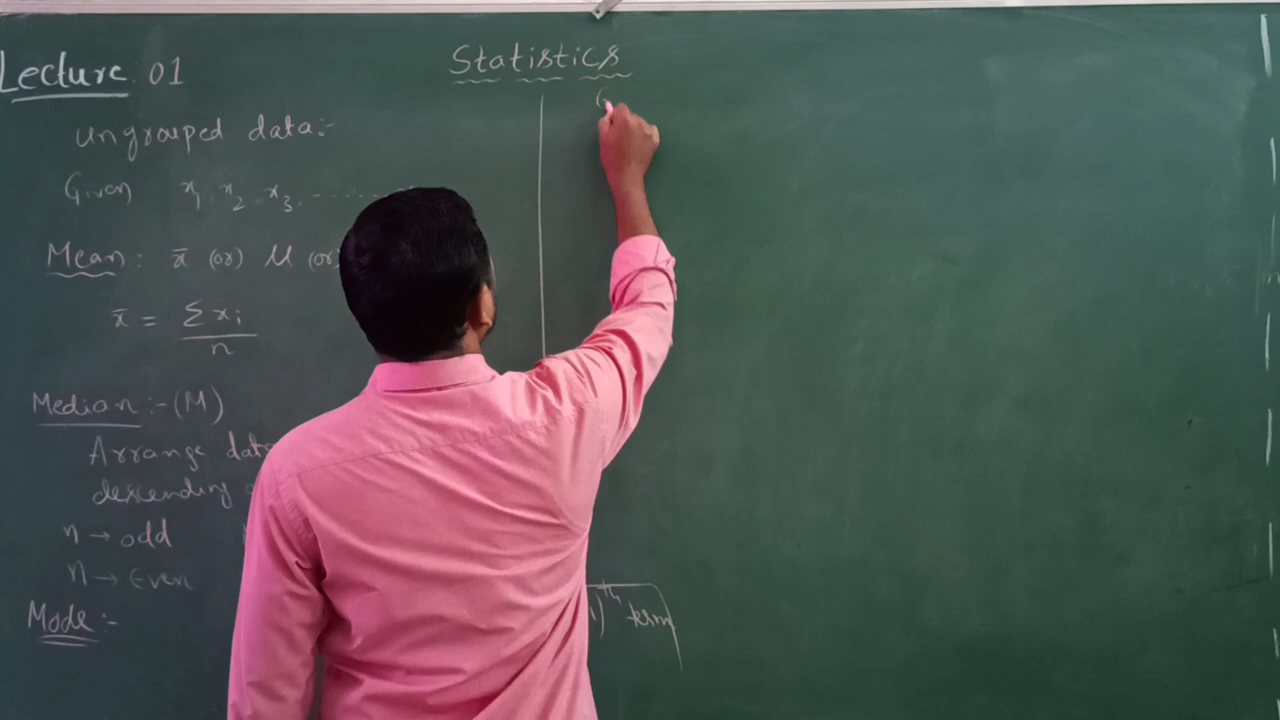 Lecture 01
Statistics
ungrouped data:-
Given x₁, x₂, x₃, --------
Mean: x̄ (or) μ (or)
x̄ = Σxᵢ / n
Median:- (M)
Arrange data
descending
n → odd
n → Even
)ᵗʰ term
Mode:-